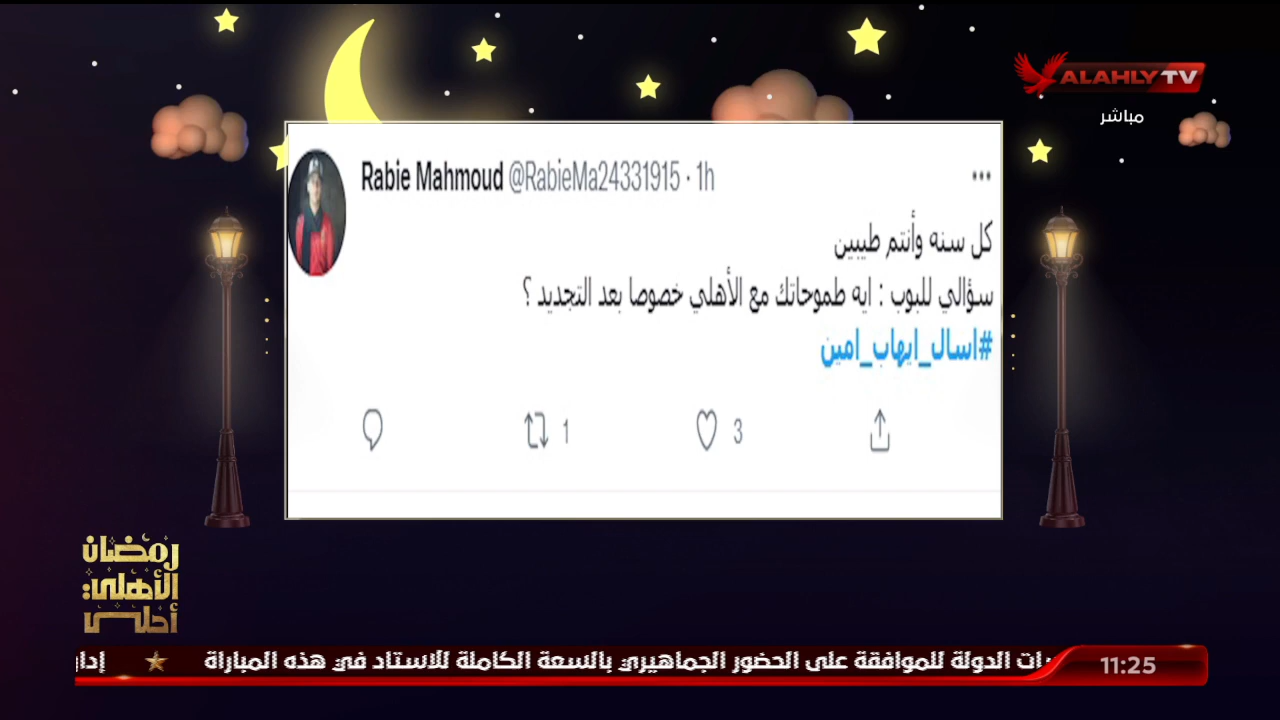 ALAHLY TV
مباشر
Rabie Mahmoud @RabieMa24331915 · 1h
كل سنه وأنتم طيبين
سؤالي للبوب : ايه طموحاتك مع الأهلي خصوصا بعد التجديد ؟
#اسال_ايهاب_امين
1 3
رمضان
الأهلي:
أحلى
الدولة للموافقة على الحضور الجماهيري بالسعة الكاملة للاستاد في هذه المباراة
11:25